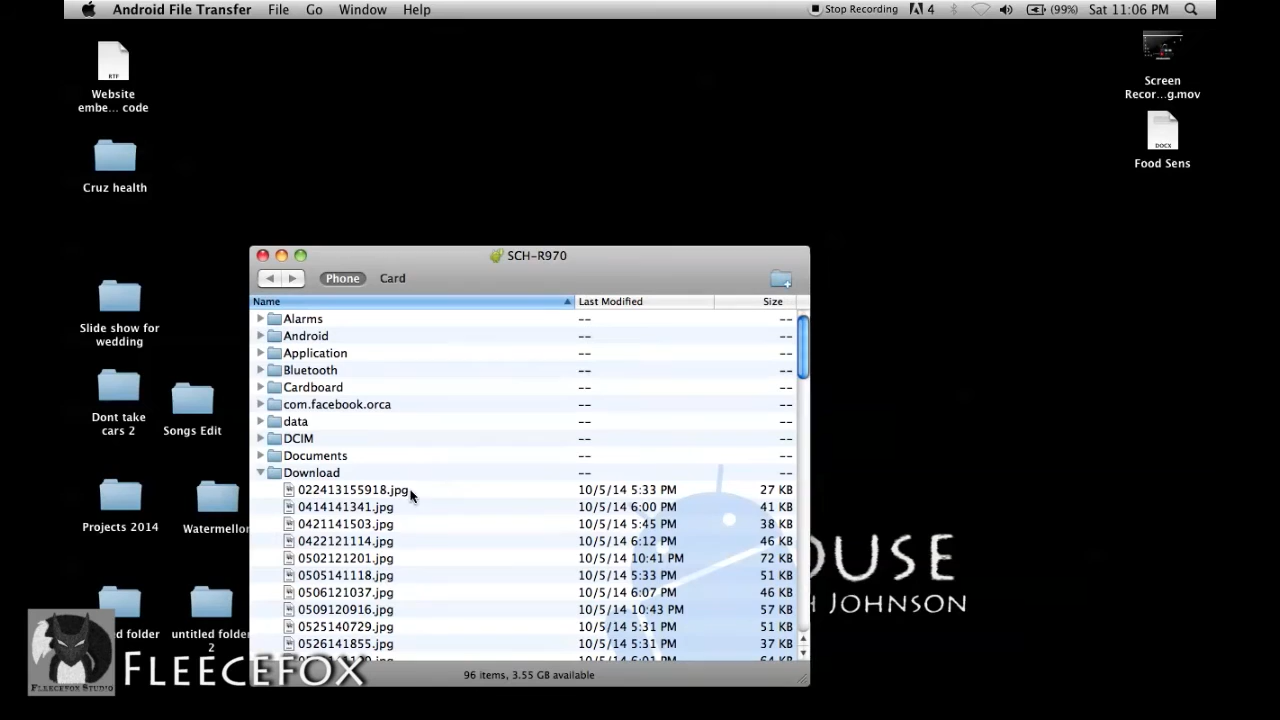 Android File Transfer File Go Window Help Stop Recording 4 (99%) Sat 11:06 PM
RTF
Website
embe... code
Cruz health
Slide show for
wedding
Dont take
cars 2
Songs Edit
Projects 2014
Watermellon
untitled folder
2
Screen
Recor...g.mov
DOCX
Food Sens
SCH-R970
Phone Card
Name Last Modified Size
Alarms -- --
Android -- --
Application -- --
Bluetooth -- --
Cardboard -- --
com.facebook.orca -- --
data -- --
DCIM -- --
Documents -- --
Download -- --
022413155918.jpg 10/5/14 5:33 PM 27 KB
0414141341.jpg 10/5/14 6:00 PM 41 KB
0421141503.jpg 10/5/14 5:45 PM 38 KB
0422121114.jpg 10/5/14 6:12 PM 46 KB
0502121201.jpg 10/5/14 10:41 PM 72 KB
0505141118.jpg 10/5/14 5:33 PM 51 KB
0506121037.jpg 10/5/14 6:07 PM 46 KB
0509120916.jpg 10/5/14 10:43 PM 57 KB
0525140729.jpg 10/5/14 5:31 PM 51 KB
0526141855.jpg 10/5/14 5:31 PM 37 KB
96 items, 3.55 GB available
OUSE
H JOHNSON
d folder
FLEECEFOX STUDIO
FLEECEFOX